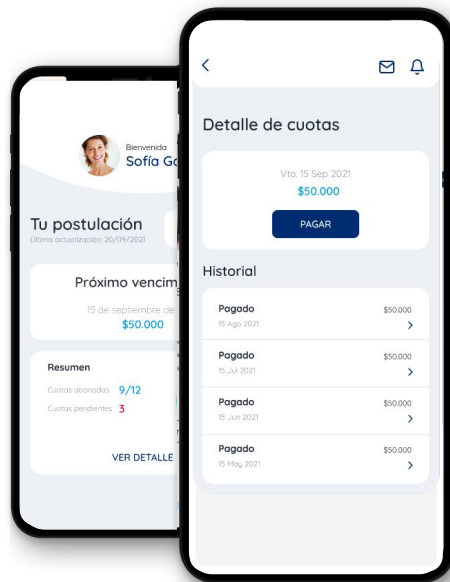 Bienvenida
Sofía Go
Tu postulación
Última actualización: 20/09/2021
Próximo vencim
15 de septiembre de
$50.000
Resumen
Cuotas abonadas 9/12
Cuotas pendientes 3
VER DETALLE
Detalle de cuotas
Vto. 15 Sep 2021
$50.000
PAGAR
Historial
Pagado $50.000
15 Ago 2021
Pagado $50.000
15 Jul 2021
Pagado $50.000
15 Jun 2021
Pagado $50.000
15 May 2021